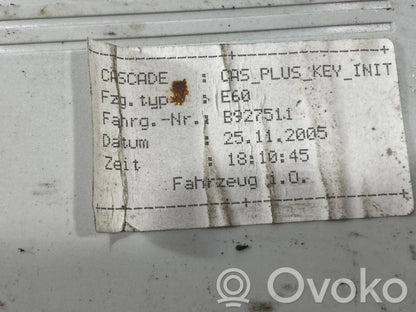 CASCADE : CAS_PLUS_KEY_INIT
Fzg.typ : E60
Fahrg.-Nr.: B927511
Datum : 25.11.2005
Zeit : 18:10:45
Fahrzeug i.O.
Ovoko